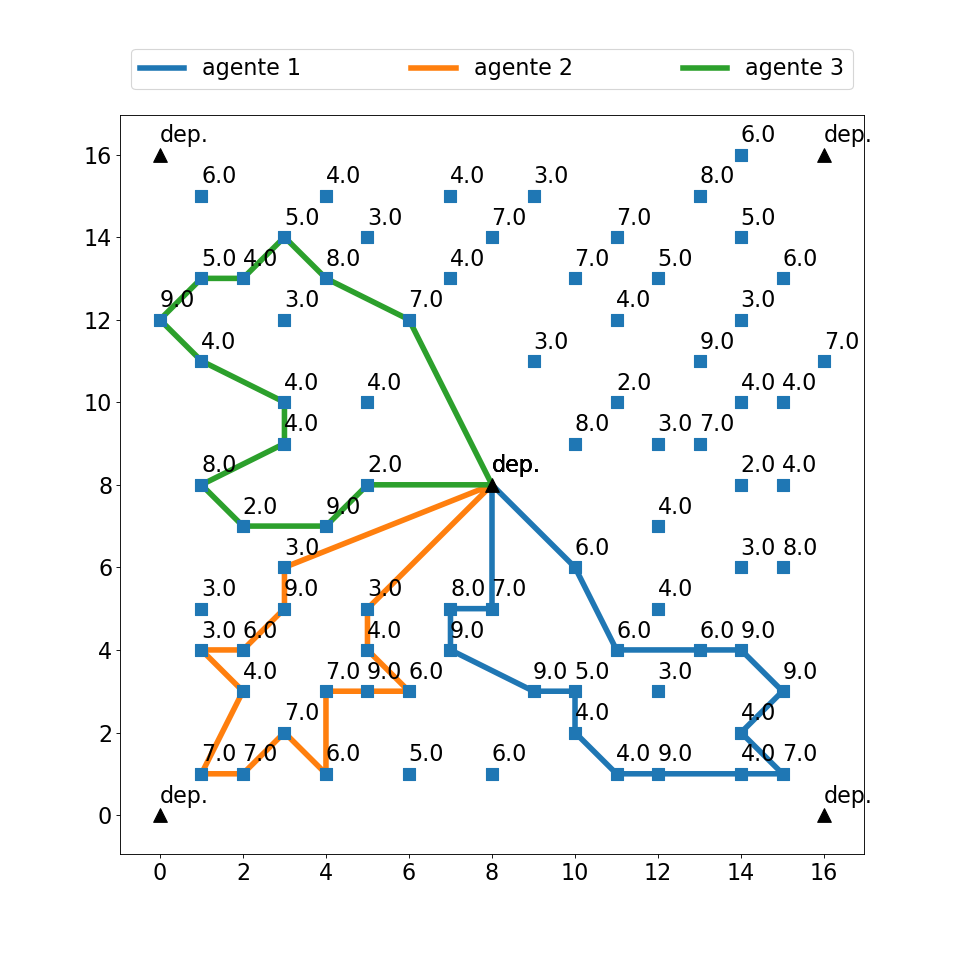 agente 1 agente 2 agente 3
6.0
dep. dep.
16
6.0 4.0 4.0 3.0 8.0
5.0 3.0 7.0 7.0 5.0
14
5.0 4.0 8.0 4.0 7.0 5.0 6.0
9.0 3.0 7.0 4.0 3.0
12
4.0 3.0 9.0 7.0
4.0 4.0 2.0 4.0 4.0
10
4.0 8.0 3.0 7.0
8.0 2.0 dep. 2.0 4.0
8
2.0 9.0 4.0
3.0 6.0 3.0 8.0
6
3.0 9.0 3.0 8.0 7.0 4.0
3.0 6.0 4.0 9.0 6.0 6.0 9.0
4
4.0 7.0 9.0 6.0 9.0 5.0 3.0 9.0
7.0 4.0 4.0
2
7.0 7.0 6.0 5.0 6.0 4.0 9.0 4.0 7.0
dep. dep.
0
0 2 4 6 8 10 12 14 16